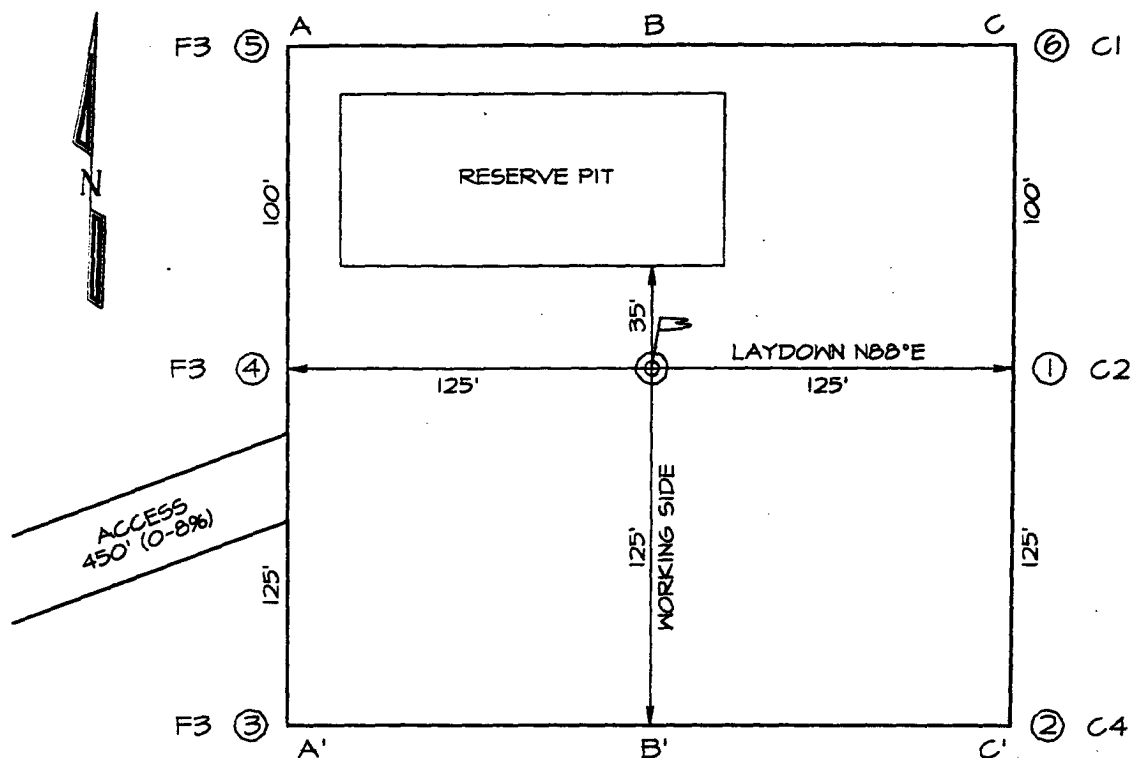 A B C
F3 ⑤ ⑥ C1
N
RESERVE PIT
100'
100'
35'
LAYDOWN N88°E
F3 ④ ① C2
125' 125'
ACCESS
450' (0-8%)
125'
125'
WORKING SIDE
125'
F3 ③ ② C4
A' B' C'